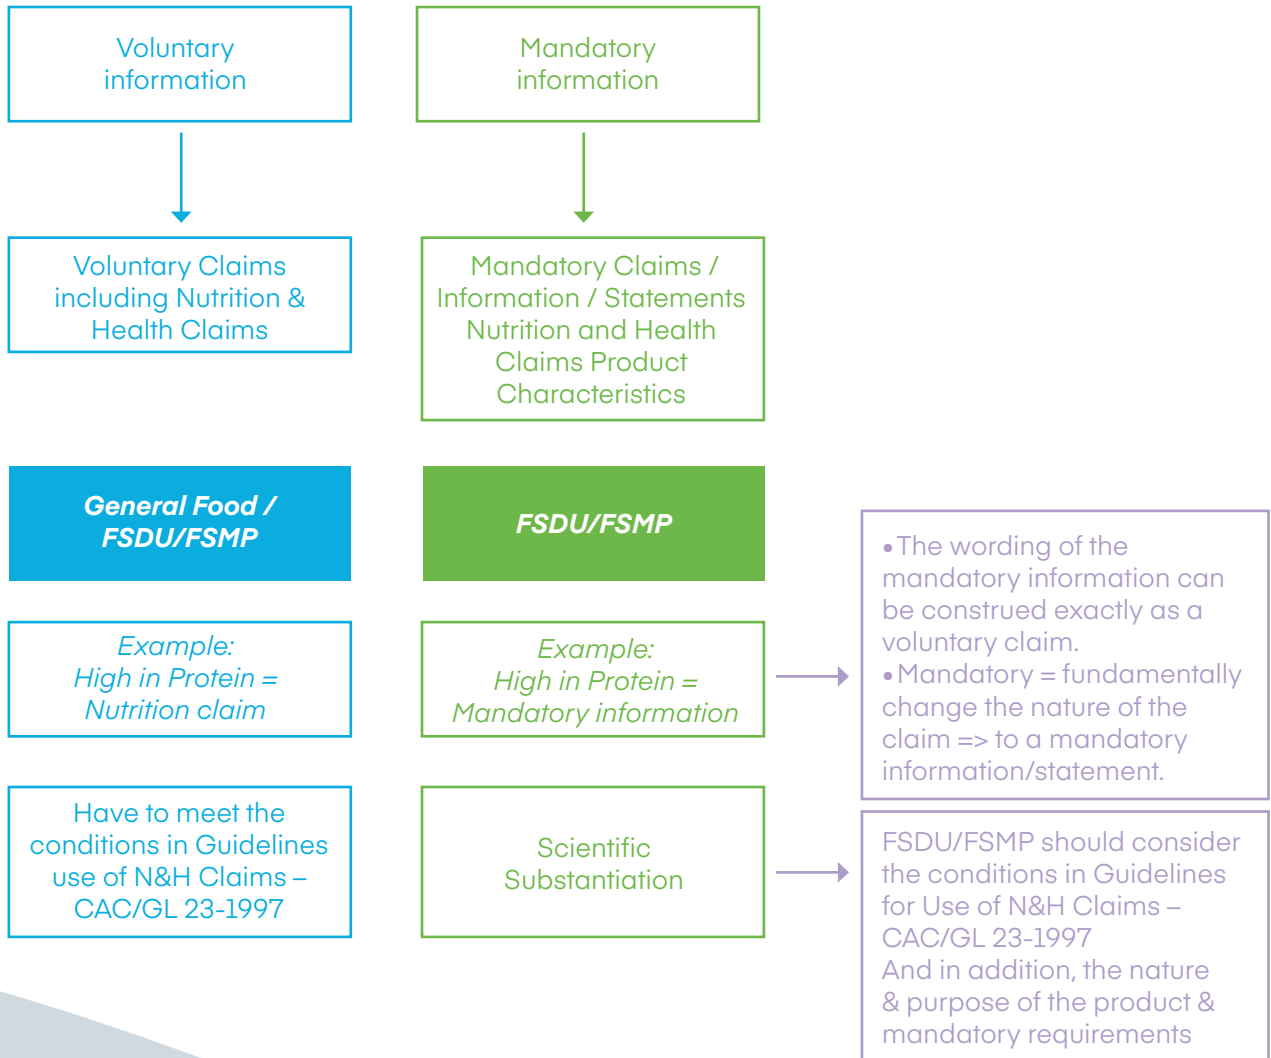 Voluntary
information
Mandatory
information
Voluntary Claims
including Nutrition &
Health Claims
Mandatory Claims /
Information / Statements
Nutrition and Health
Claims Product
Characteristics
General Food /
FSDU/FSMP
FSDU/FSMP
Example:
High in Protein =
Nutrition claim
Example:
High in Protein =
Mandatory information
• The wording of the
mandatory information can
be construed exactly as a
voluntary claim.
• Mandatory = fundamentally
change the nature of the
claim => to a mandatory
information/statement.
Have to meet the
conditions in Guidelines
use of N&H Claims –
CAC/GL 23-1997
Scientific
Substantiation
FSDU/FSMP should consider
the conditions in Guidelines
for Use of N&H Claims –
CAC/GL 23-1997
And in addition, the nature
& purpose of the product &
mandatory requirements